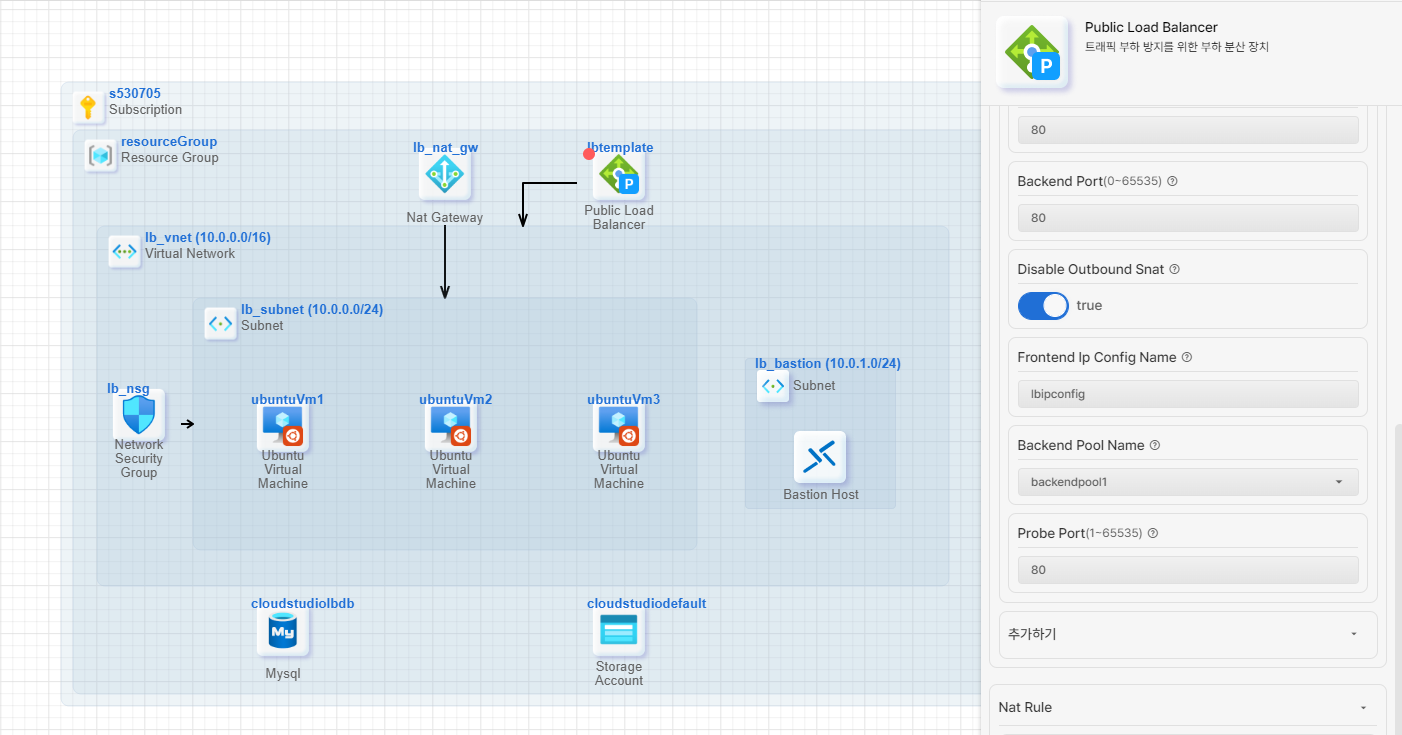 s530705
Subscription
resourceGroup
Resource Group
lb_nat_gw
Nat Gateway
lbtemplate
P
Public Load
Balancer
lb_vnet (10.0.0.0/16)
Virtual Network
lb_subnet (10.0.0.0/24)
Subnet
lb_nsg
Network
Security
Group
ubuntuVm1
Ubuntu
Virtual
Machine
ubuntuVm2
Ubuntu
Virtual
Machine
ubuntuVm3
Ubuntu
Virtual
Machine
lb_bastion (10.0.1.0/24)
Subnet
Bastion Host
cloudstudiolbdb
My
Mysql
cloudstudiodefault
Storage
Account
P
Public Load Balancer
트래픽 부하 방지를 위한 부하 분산 장치
80
Backend Port(0~65535)
80
Disable Outbound Snat
true
Frontend Ip Config Name
lbipconfig
Backend Pool Name
backendpool1
Probe Port(1~65535)
80
추가하기
Nat Rule